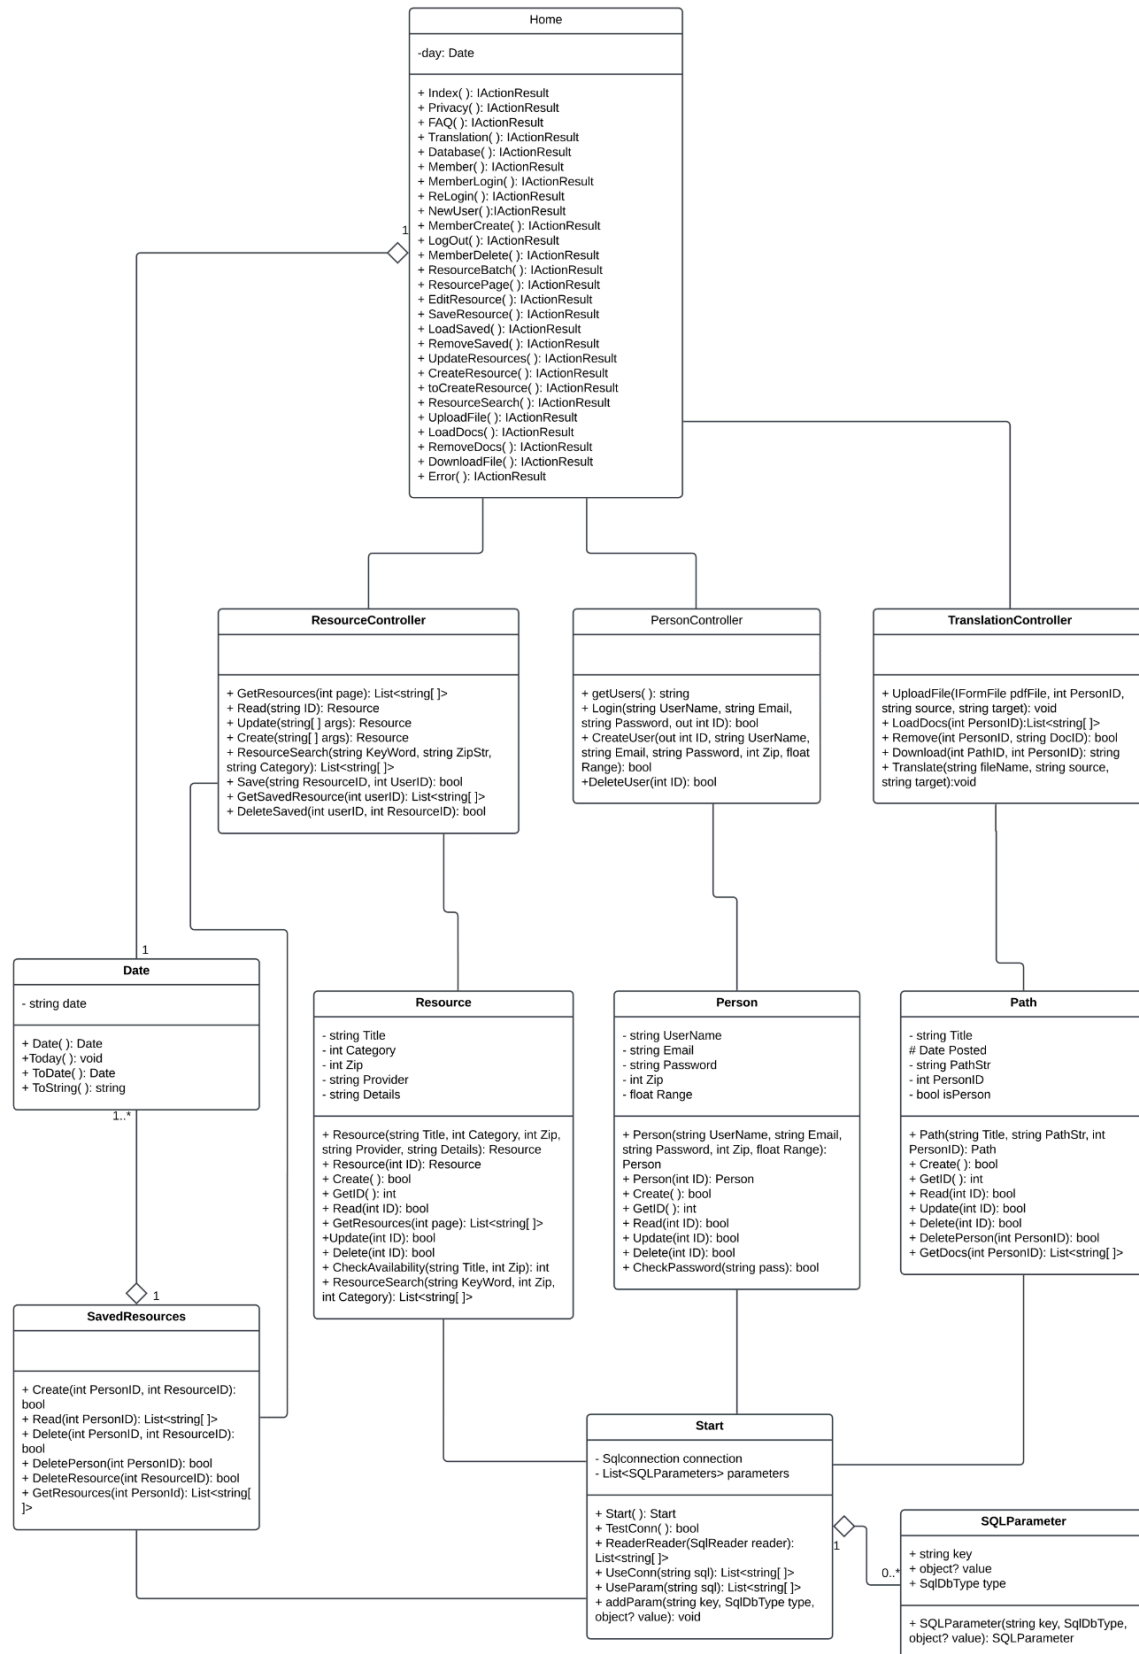 Home
-day: Date
+ Index( ): IActionResult
+ Privacy( ): IActionResult
+ FAQ( ): IActionResult
+ Translation( ): IActionResult
+ Database( ): IActionResult
+ Member( ): IActionResult
+ MemberLogin( ): IActionResult
+ ReLogin( ): IActionResult
+ NewUser( ):IActionResult
+ MemberCreate( ): IActionResult
+ LogOut( ): IActionResult
+ MemberDelete( ): IActionResult
+ ResourceBatch( ): IActionResult
+ ResourcePage( ): IActionResult
+ EditResource( ): IActionResult
+ SaveResource( ): IActionResult
+ LoadSaved( ): IActionResult
+ RemoveSaved( ): IActionResult
+ UpdateResources( ): IActionResult
+ CreateResource( ): IActionResult
+ toCreateResource( ): IActionResult
+ ResourceSearch( ): IActionResult
+ UploadFile( ): IActionResult
+ LoadDocs( ): IActionResult
+ RemoveDocs( ): IActionResult
+ DownloadFile( ): IActionResult
+ Error( ): IActionResult
1
ResourceController
+ GetResources(int page): List<string[ ]>
+ Read(string ID): Resource
+ Update(string[ ] args): Resource
+ Create(string[ ] args): Resource
+ ResourceSearch(string KeyWord, string ZipStr,
string Category): List<string[ ]>
+ Save(string ResourceID, int UserID): bool
+ GetSavedResource(int userID): List<string[ ]>
+ DeleteSaved(int userID, int ResourceID): bool
PersonController
+ getUsers( ): string
+ Login(string UserName, string Email,
string Password, out int ID): bool
+ CreateUser(out int ID, string UserName,
string Email, string Password, int Zip, float
Range): bool
+DeleteUser(int ID): bool
TranslationController
+ UploadFile(IFormFile pdfFile, int PersonID,
string source, string target): void
+ LoadDocs(int PersonID):List<string[ ]>
+ Remove(int PersonID, string DocID): bool
+ Download(int PathID, int PersonID): string
+ Translate(string fileName, string source,
string target):void
1
Date
- string date
+ Date( ): Date
+Today( ): void
+ ToDate( ): Date
+ ToString( ): string
1..*
Resource
- string Title
- int Category
- int Zip
- string Provider
- string Details
+ Resource(string Title, int Category, int Zip,
string Provider, string Details): Resource
+ Resource(int ID): Resource
+ Create( ): bool
+ GetID( ): int
+ Read(int ID): bool
+ GetResources(int page): List<string[ ]>
+Update(int ID): bool
+ Delete(int ID): bool
+ CheckAvailability(string Title, int Zip): int
+ ResourceSearch(string KeyWord, int Zip,
int Category): List<string[ ]>
Person
- string UserName
- string Email
- string Password
- int Zip
- float Range
+ Person(string UserName, string Email,
string Password, int Zip, float Range):
Person
+ Person(int ID): Person
+ Create( ): bool
+ GetID( ): int
+ Read(int ID): bool
+ Update(int ID): bool
+ Delete(int ID): bool
+ CheckPassword(string pass): bool
Path
- string Title
# Date Posted
- string PathStr
- int PersonID
- bool isPerson
+ Path(string Title, string PathStr, int
PersonID): Path
+ Create( ): bool
+ GetID( ): int
+ Read(int ID): bool
+ Update(int ID): bool
+ Delete(int ID): bool
+ DeletePerson(int PersonID): bool
+ GetDocs(int PersonID): List<string[ ]>
1
SavedResources
+ Create(int PersonID, int ResourceID):
bool
+ Read(int PersonID): List<string[ ]>
+ Delete(int PersonID, int ResourceID):
bool
+ DeletePerson(int PersonID): bool
+ DeleteResource(int ResourceID): bool
+ GetResources(int PersonId): List<string[
]>
Start
- Sqlconnection connection
- List<SQLParameters> parameters
+ Start( ): Start
+ TestConn( ): bool
+ ReaderReader(SqlReader reader):
List<string[ ]>
+ UseConn(string sql): List<string[ ]>
+ UseParam(string sql): List<string[ ]>
+ addParam(string key, SqlDbType type,
object? value): void
1
0..*
SQLParameter
+ string key
+ object? value
+ SqlDbType type
+ SQLParameter(string key, SqlDbType,
object? value): SQLParameter